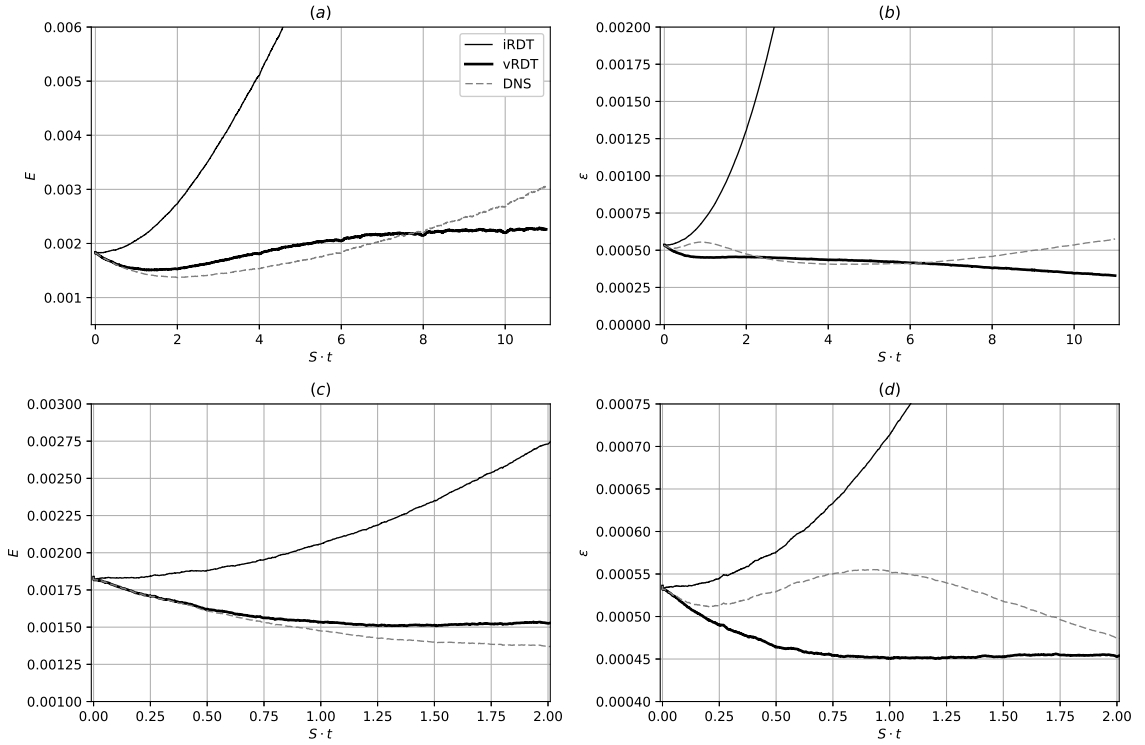 (a)
0.006
0.005
0.004
0.003
0.002
0.001
E
0 2 4 6 8 10
S · t
iRDT
vRDT
DNS
(b)
0.00200
0.00175
0.00150
0.00125
0.00100
0.00075
0.00050
0.00025
0.00000
ε
0 2 4 6 8 10
S · t
(c)
0.00300
0.00275
0.00250
0.00225
0.00200
0.00175
0.00150
0.00125
0.00100
E
0.00 0.25 0.50 0.75 1.00 1.25 1.50 1.75 2.00
S · t
(d)
0.00075
0.00070
0.00065
0.00060
0.00055
0.00050
0.00045
0.00040
ε
0.00 0.25 0.50 0.75 1.00 1.25 1.50 1.75 2.00
S · t